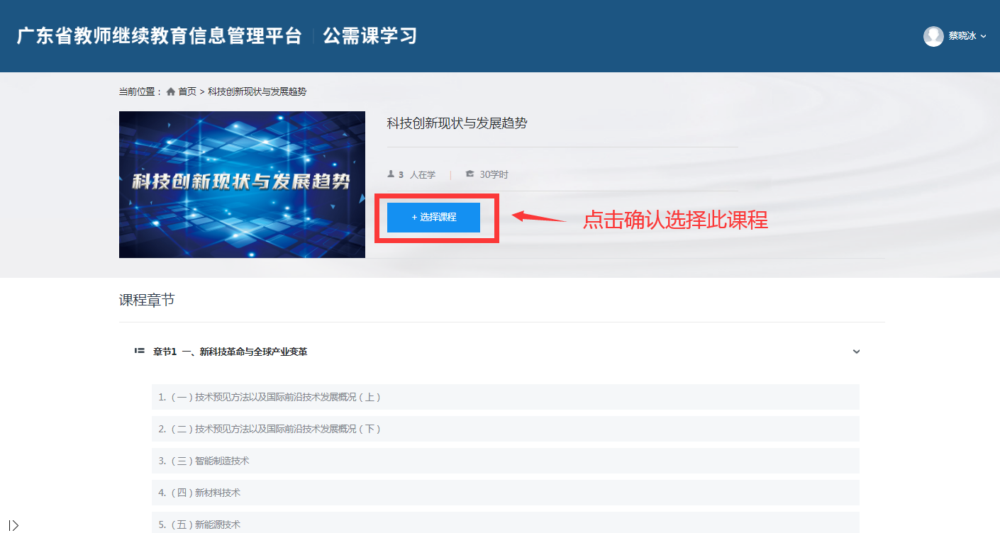 广东省教师继续教育信息管理平台 公需课学习
蔡晓冰
当前位置： 首页 > 科技创新现状与发展趋势
科技创新现状与发展趋势
科技创新现状与发展趋势
3 人在学 | 30学时
+ 选择课程
点击确认选择此课程
课程章节
章节1 一、新科技革命与全球产业变革
1.（一）技术预见方法以及国际前沿技术发展概况（上）
2.（二）技术预见方法以及国际前沿技术发展概况（下）
3.（三）智能制造技术
4.（四）新材料技术
5.（五）新能源技术